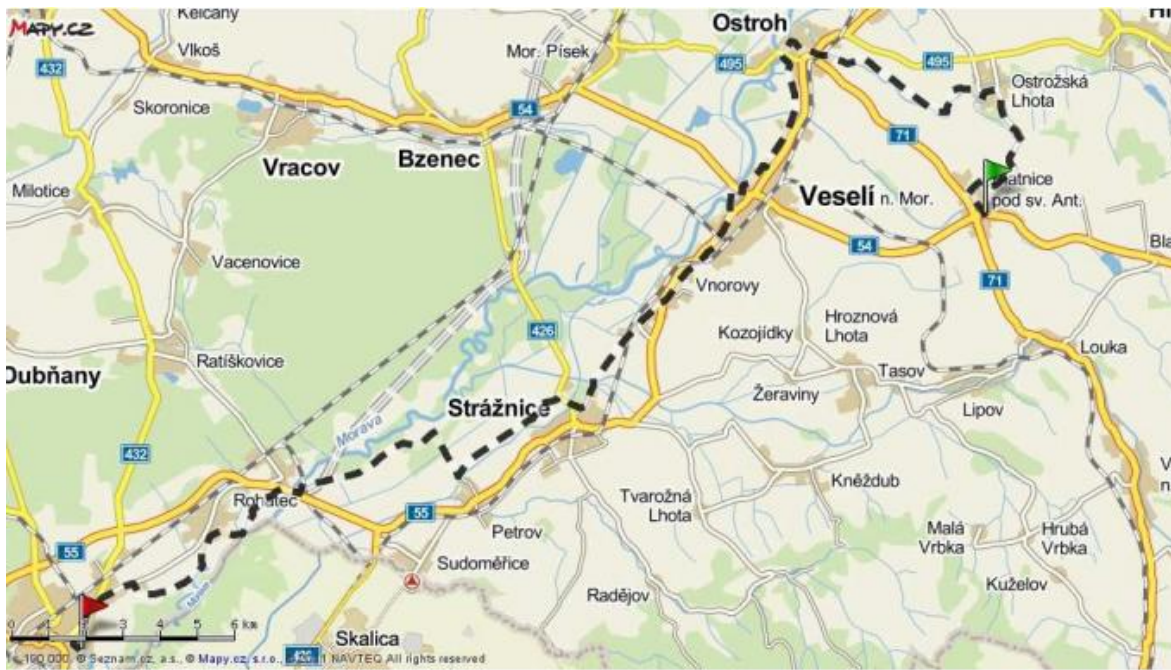 Mapy.cz
Kelčany
Ostroh
432
Vlkoš
Mor. Písek
495
495
Ostrožská
Lhota
Skoronice
54
71
Vracov
Bzenec
Milotice
Veselí n. Mor.
pod sv. Ant.
54
Vacenovice
71
Vnorovy
426
Kozojídky
Hroznová
Lhota
Ratíškovice
Louka
Dubňany
Tasov
Strážnice
Žeraviny
Lipov
Morava
432
Kněždub
Rohatec
Tvarožná
Lhota
55
Petrov
Malá
Vrbka
Hrubá
Vrbka
55
Sudoměřice
Kuželov
Radějov
0 1 2 3 4 5 6 km
Skalica
© Seznam.cz, a.s., © Mapy.cz, s.r.o., NAVTEQ All rights reserved